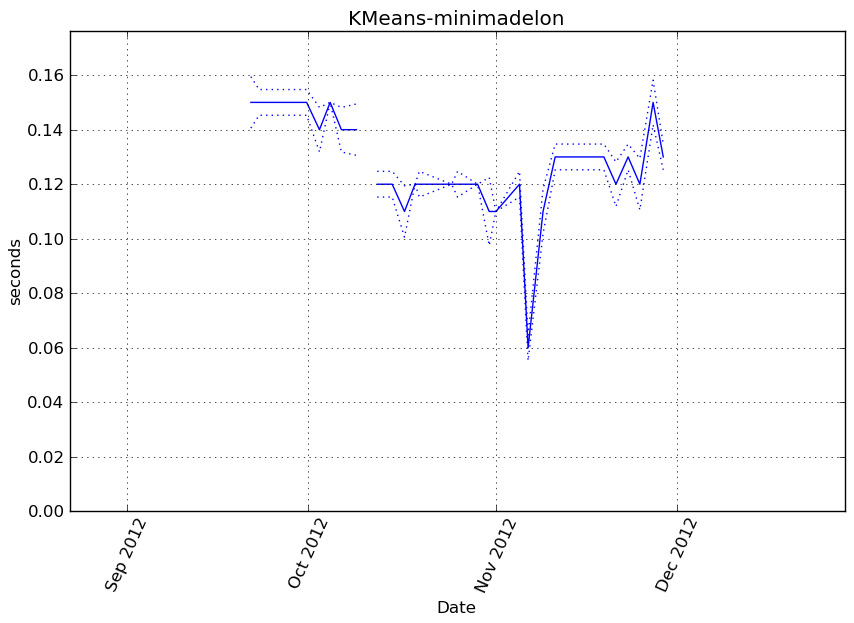 KMeans-minimadelon
0.16
0.14
0.12
0.10
0.08
0.06
0.04
0.02
0.00
seconds
Sep 2012
Oct 2012
Nov 2012
Dec 2012
Date